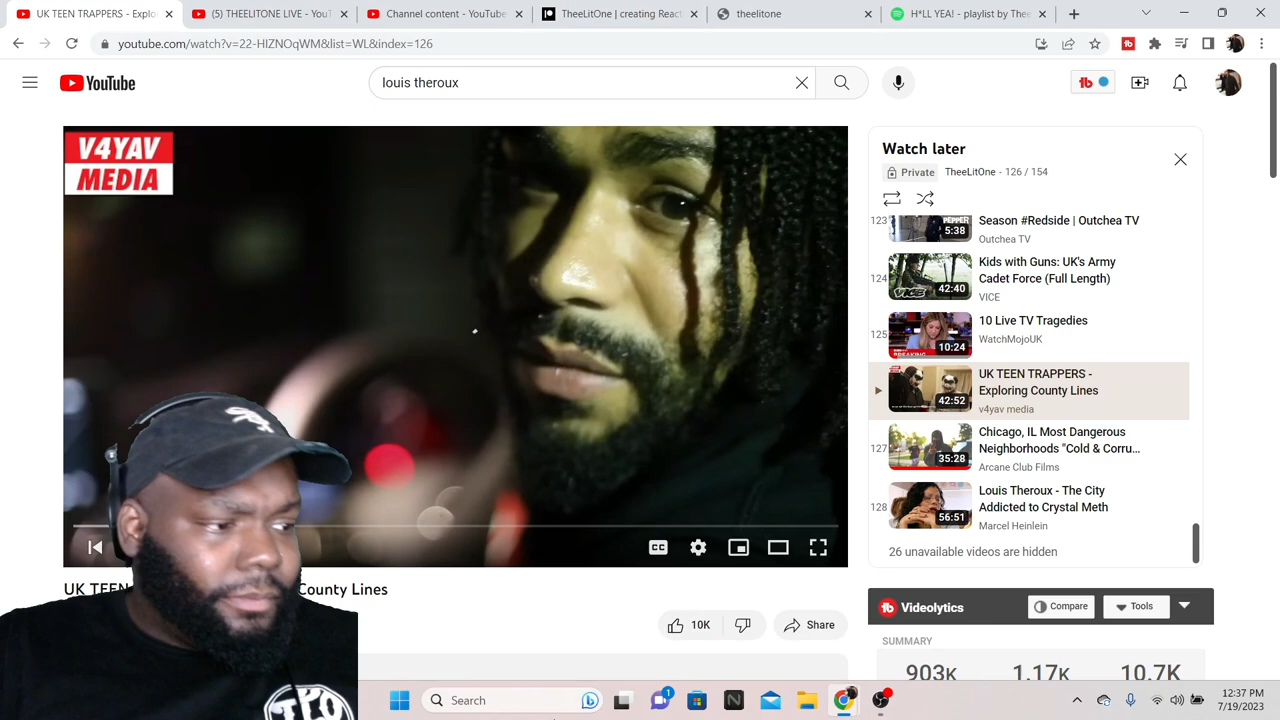 UK TEEN TRAPPERS - Explo
(5) THEELITONE LIVE - YouT
Channel content - YouTube
TheeLitOne | creating React
theelitone
H*LL YEA! - playlist by Thee
youtube.com/watch?v=22-HIZNOqWM&list=WL&index=126
YouTube
louis theroux
V4YAV
MEDIA
Watch later
Private
TheeLitOne - 126 / 154
123
5:38
Season #Redside | Outchea TV
Outchea TV
124
42:40
Kids with Guns: UK's Army
Cadet Force (Full Length)
VICE
125
10:24
10 Live TV Tragedies
WatchMojoUK
42:52
UK TEEN TRAPPERS -
Exploring County Lines
v4yav media
127
35:28
Chicago, IL Most Dangerous
Neighborhoods "Cold & Corru...
Arcane Club Films
128
56:51
Louis Theroux - The City
Addicted to Crystal Meth
Marcel Heinlein
26 unavailable videos are hidden
UK TEEN
County Lines
10K
Share
Videolytics
Compare
Tools
SUMMARY
903K
1.17K
10.7K
Search
1
12:37 PM
7/19/2023